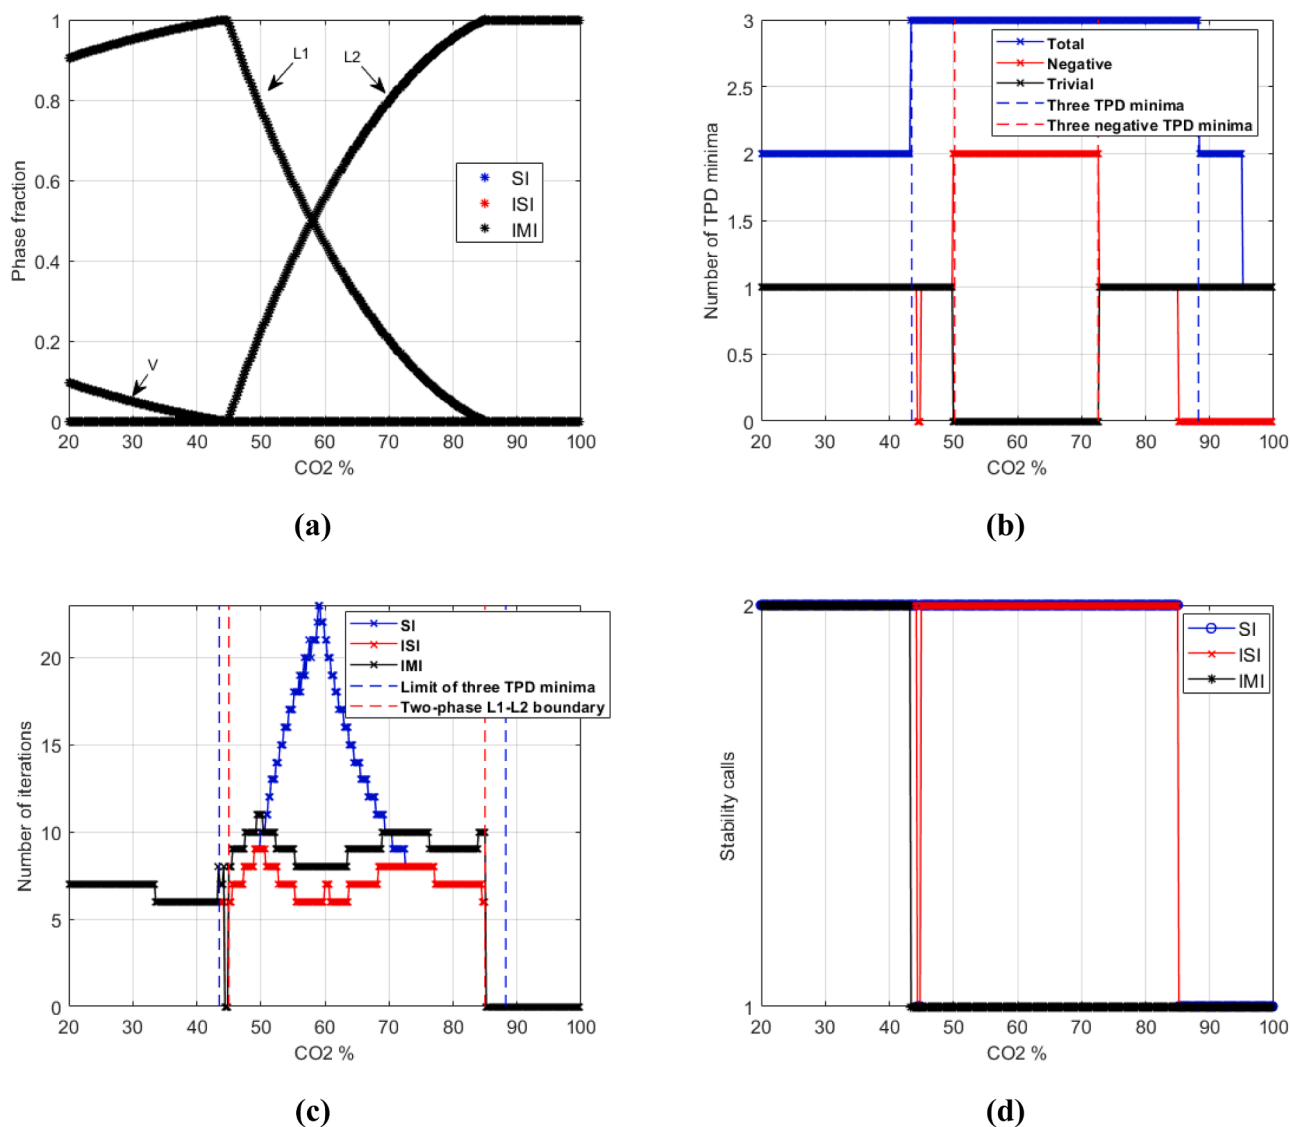 1
0.8
0.6
0.4
0.2
0
20
30
40
50
60
70
80
90
100
Phase fraction
CO2 %
L1
L2
V
SI
ISI
IMI
(a)
3
2.5
2
1.5
1
0.5
0
20
30
40
50
60
70
80
90
100
Number of TPD minima
CO2 %
Total
Negative
Trivial
Three TPD minima
Three negative TPD minima
(b)
20
15
10
5
0
20
30
40
50
60
70
80
90
100
Number of iterations
CO2 %
SI
ISI
IMI
Limit of three TPD minima
Two-phase L1-L2 boundary
(c)
2
1
20
30
40
50
60
70
80
90
100
Stability calls
CO2 %
SI
ISI
IMI
(d)